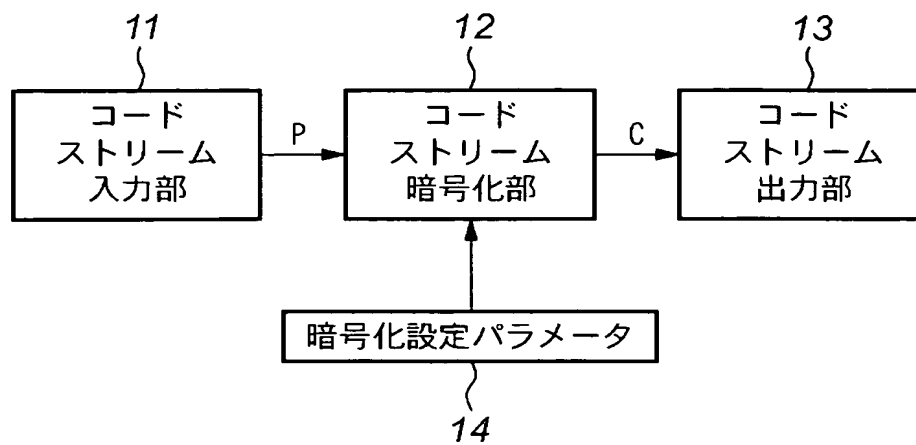 11
12
13
コード
ストリーム
入力部
P
コード
ストリーム
暗号化部
C
コード
ストリーム
出力部
暗号化設定パラメータ
14